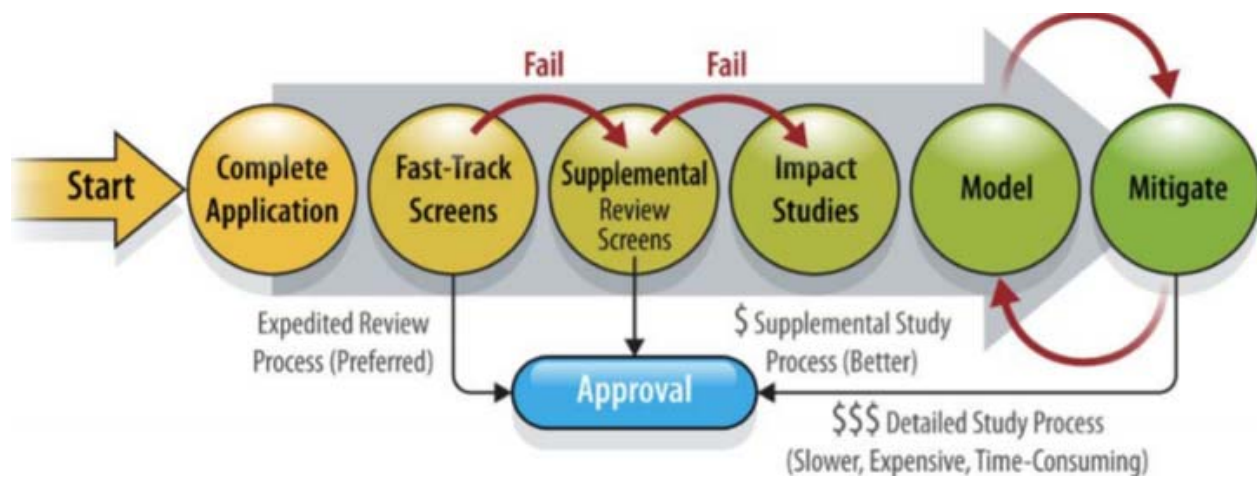 Fail
Fail
Start
Complete
Application
Fast-Track
Screens
Supplemental
Review
Screens
Impact
Studies
Model
Mitigate
Expedited Review
Process (Preferred)
$ Supplemental Study
Process (Better)
Approval
$$$ Detailed Study Process
(Slower, Expensive, Time-Consuming)